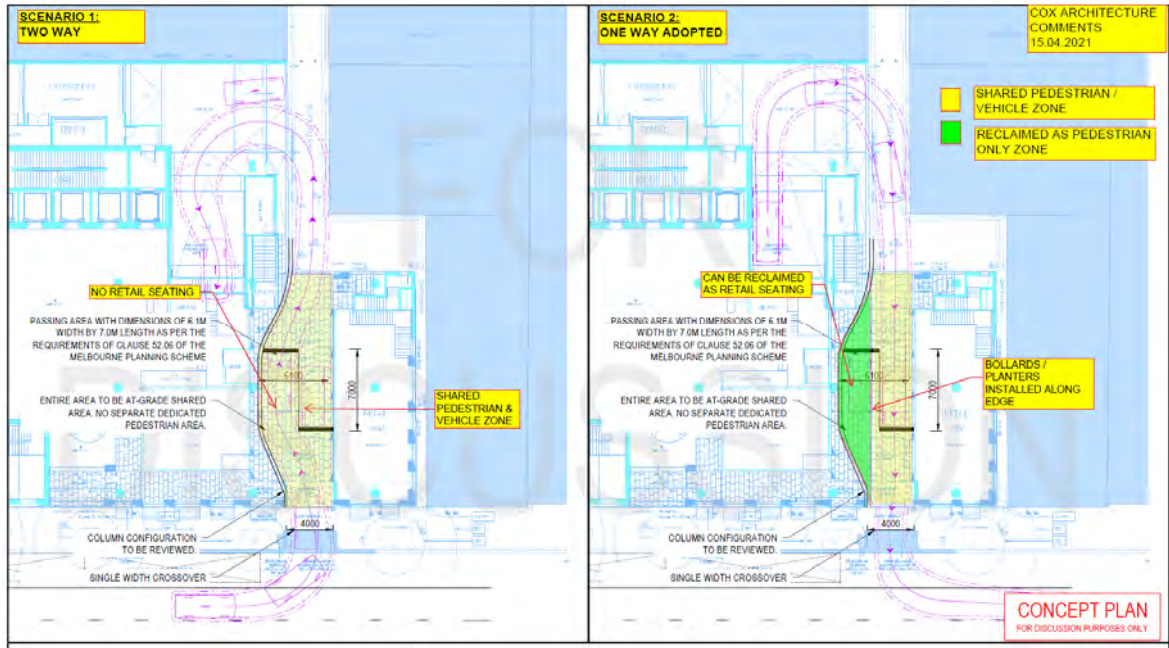 SCENARIO 1:
TWO WAY
NO RETAIL SEATING
PASSING AREA WITH DIMENSIONS OF 6.1M
WIDTH BY 7.0M LENGTH AS PER THE
REQUIREMENTS OF CLAUSE 52.06 OF THE
MELBOURNE PLANNING SCHEME
6100
7000
ENTIRE AREA TO BE AT-GRADE SHARED
AREA. NO SEPARATE DEDICATED
PEDESTRIAN AREA.
SHARED
PEDESTRIAN &
VEHICLE ZONE
4000
COLUMN CONFIGURATION
TO BE REVIEWED.
SINGLE WIDTH CROSSOVER
SCENARIO 2:
ONE WAY ADOPTED
COX ARCHITECTURE
COMMENTS
15.04.2021
SHARED PEDESTRIAN /
VEHICLE ZONE
RECLAIMED AS PEDESTRIAN
ONLY ZONE
CAN BE RECLAIMED
AS RETAIL SEATING
PASSING AREA WITH DIMENSIONS OF 6.1M
WIDTH BY 7.0M LENGTH AS PER THE
REQUIREMENTS OF CLAUSE 52.06 OF THE
MELBOURNE PLANNING SCHEME
6100
7000
BOLLARDS /
PLANTERS
INSTALLED ALONG
EDGE
ENTIRE AREA TO BE AT-GRADE SHARED
AREA. NO SEPARATE DEDICATED
PEDESTRIAN AREA.
4000
COLUMN CONFIGURATION
TO BE REVIEWED.
SINGLE WIDTH CROSSOVER
CONCEPT PLAN
FOR DISCUSSION PURPOSES ONLY
FOR
DISCUSSION